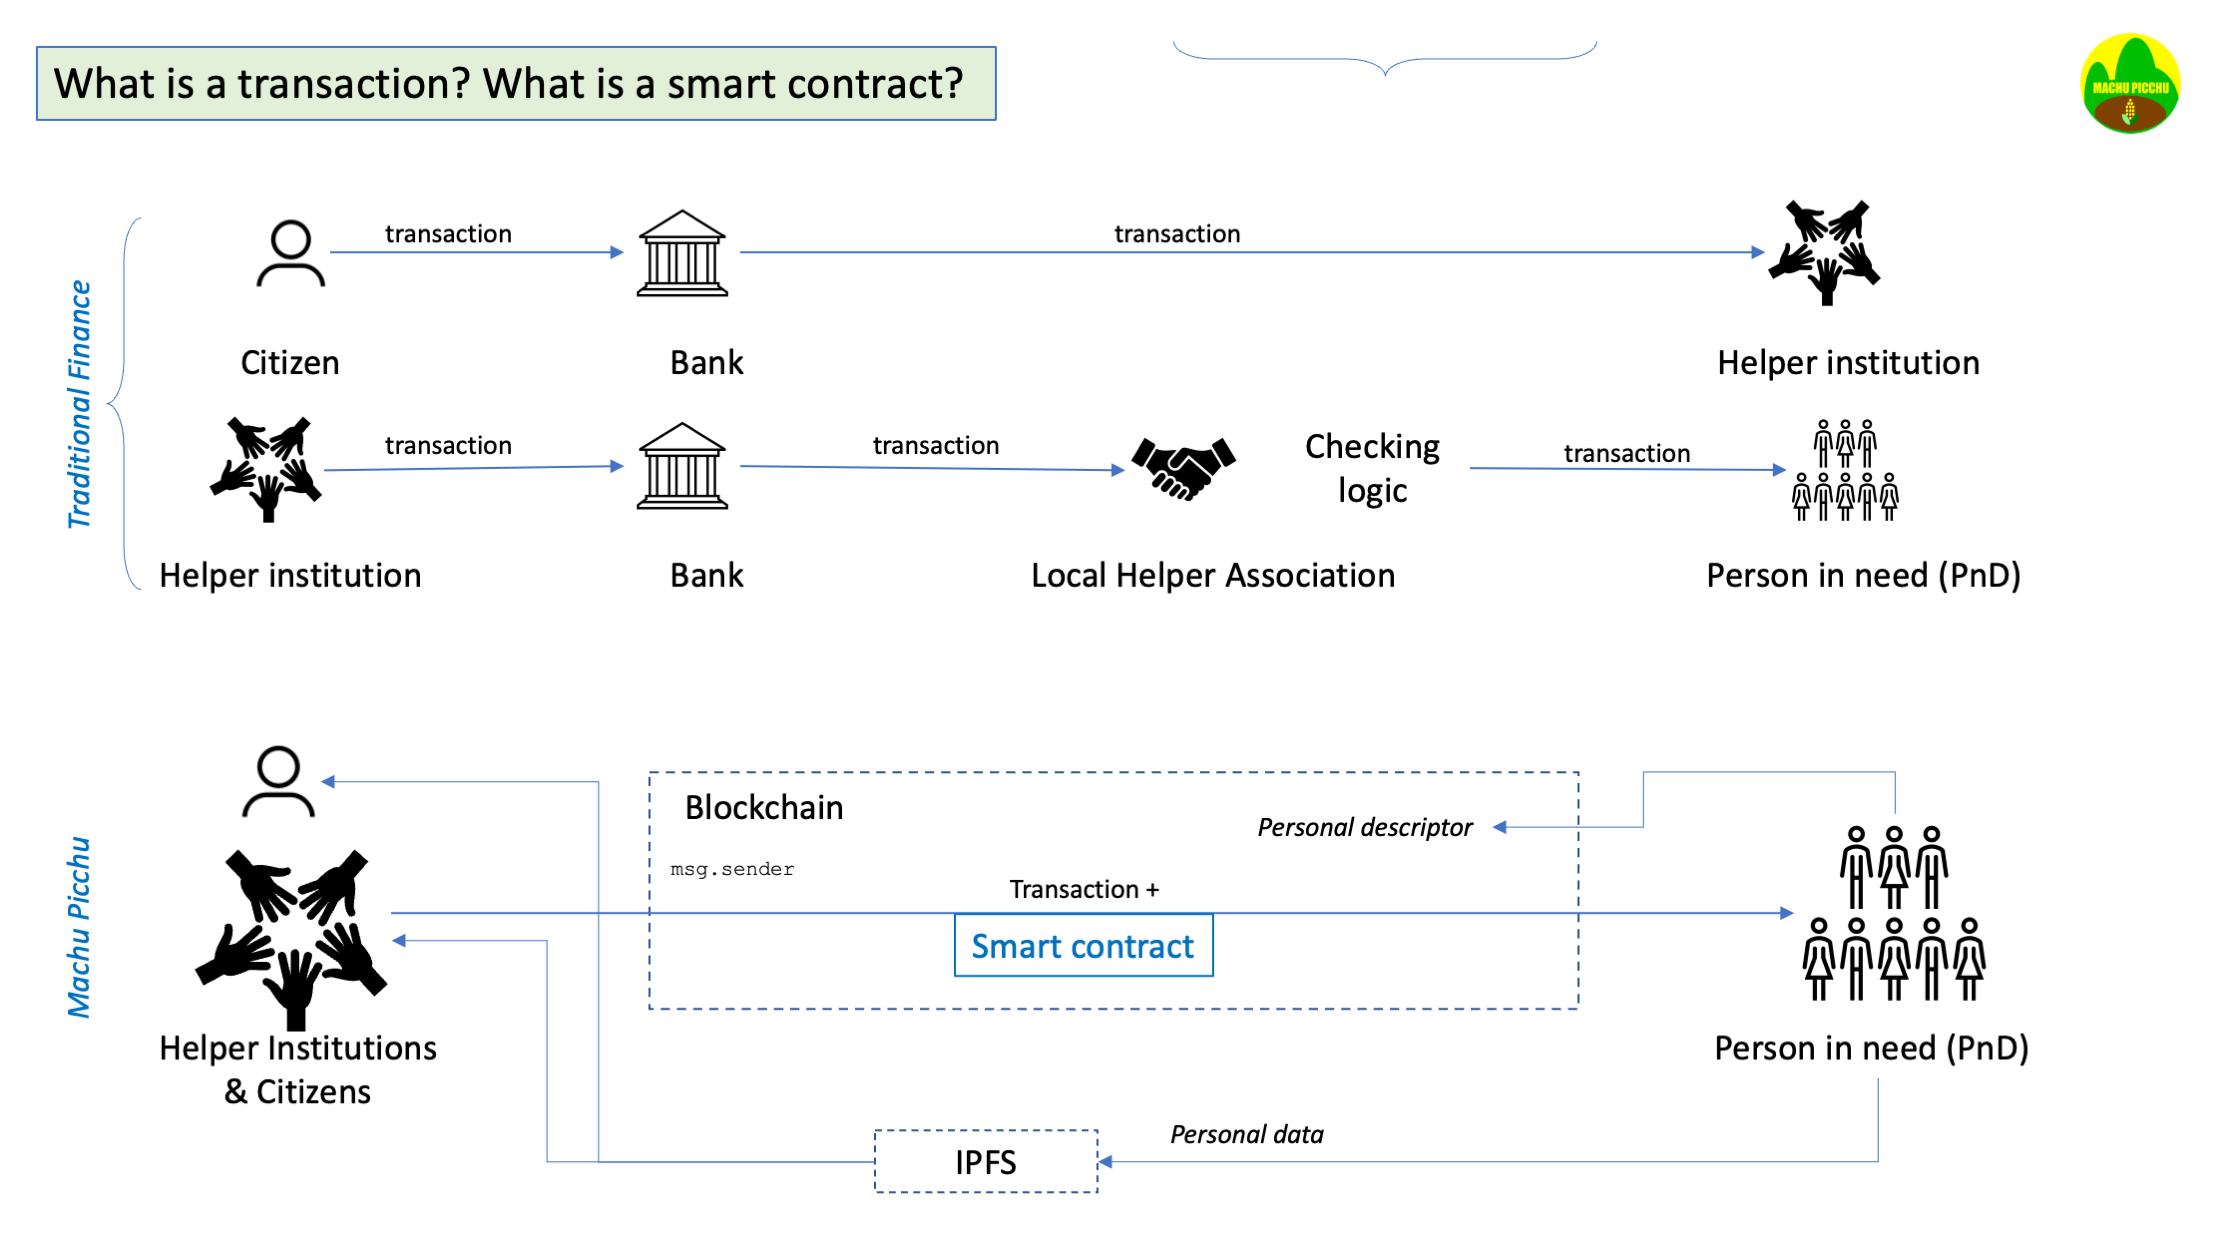 What is a transaction? What is a smart contract?
MACHU PICCHU
Traditional Finance
transaction
transaction
Citizen
Bank
Helper institution
transaction
transaction
Checking
logic
transaction
Helper institution
Bank
Local Helper Association
Person in need (PnD)
Machu Picchu
Blockchain
Personal descriptor
msg.sender
Transaction +
Smart contract
Helper Institutions
& Citizens
Person in need (PnD)
Personal data
IPFS